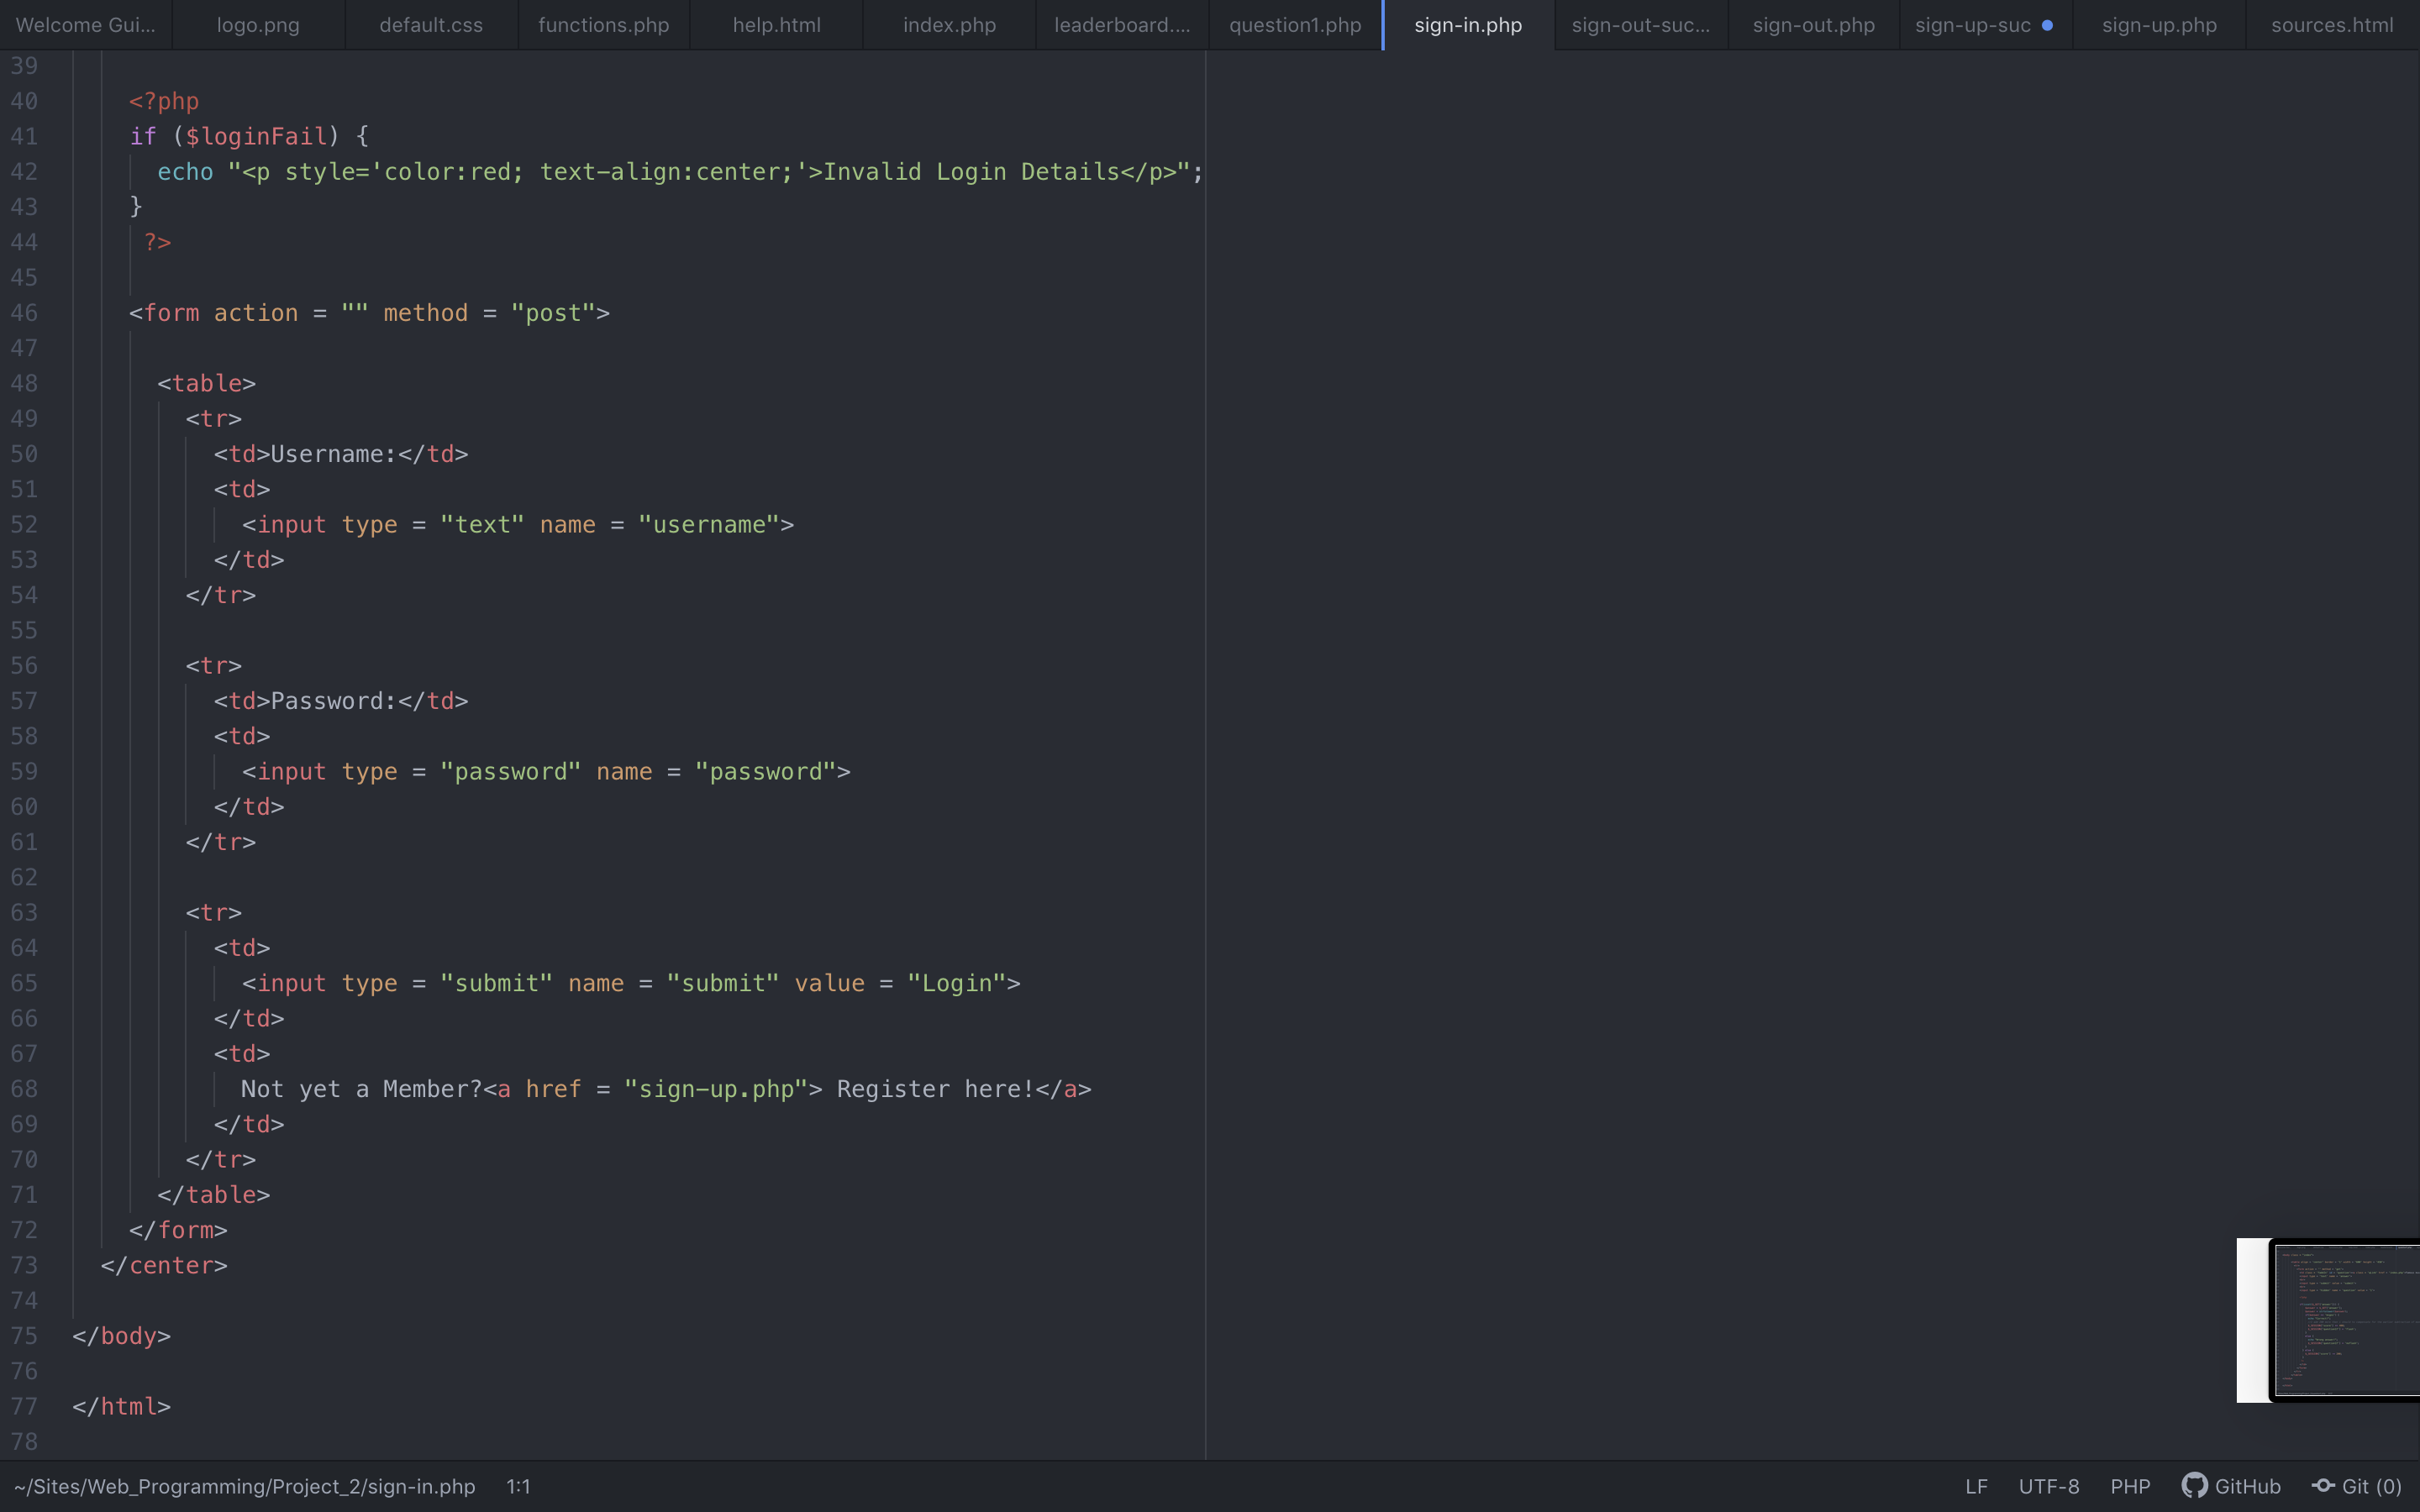 Welcome Gui... logo.png default.css functions.php help.html index.php leaderboard.... question1.php sign-in.php sign-out-suc... sign-out.php sign-up-suc sign-up.php sources.html
39
40 <?php
41 if ($loginFail) {
42 echo "<p style='color:red; text-align:center;'>Invalid Login Details</p>";
43 }
44 ?>
45
46 <form action = "" method = "post">
47
48 <table>
49 <tr>
50 <td>Username:</td>
51 <td>
52 <input type = "text" name = "username">
53 </td>
54 </tr>
55
56 <tr>
57 <td>Password:</td>
58 <td>
59 <input type = "password" name = "password">
60 </td>
61 </tr>
62
63 <tr>
64 <td>
65 <input type = "submit" name = "submit" value = "Login">
66 </td>
67 <td>
68 Not yet a Member?<a href = "sign-up.php"> Register here!</a>
69 </td>
70 </tr>
71 </table>
72 </form>
73 </center>
74
75 </body>
76
77 </html>
78
~/Sites/Web_Programming/Project_2/sign-in.php 1:1 LF UTF-8 PHP GitHub Git (0)